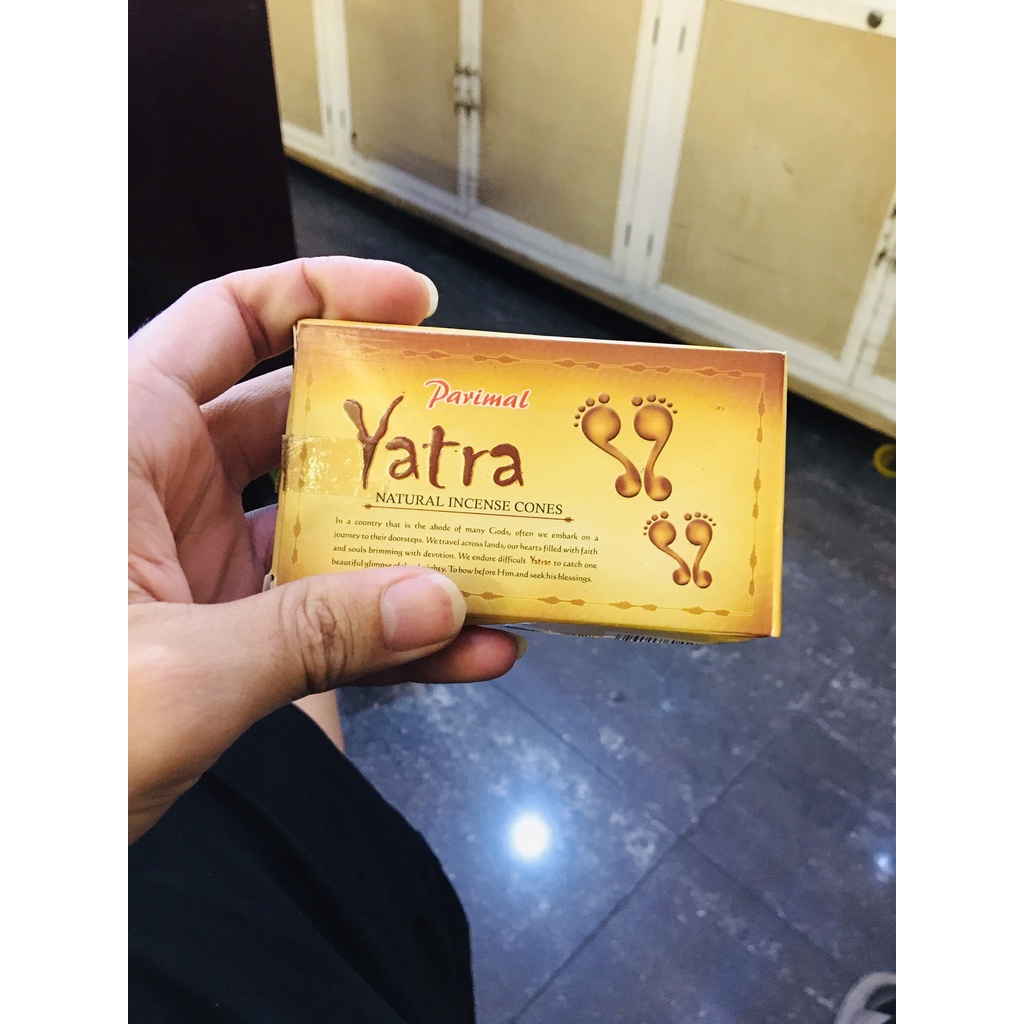 Parimal
Yatra
NATURAL INCENSE CONES
In a country that is the abode of many Gods, often we embark on a
journey to their doorsteps. We travel across lands, our hearts filled with faith
and souls brimming with devotion. We endure difficult Yatras to catch one
beautiful glimpse of To bow before Him and seek his blessings.